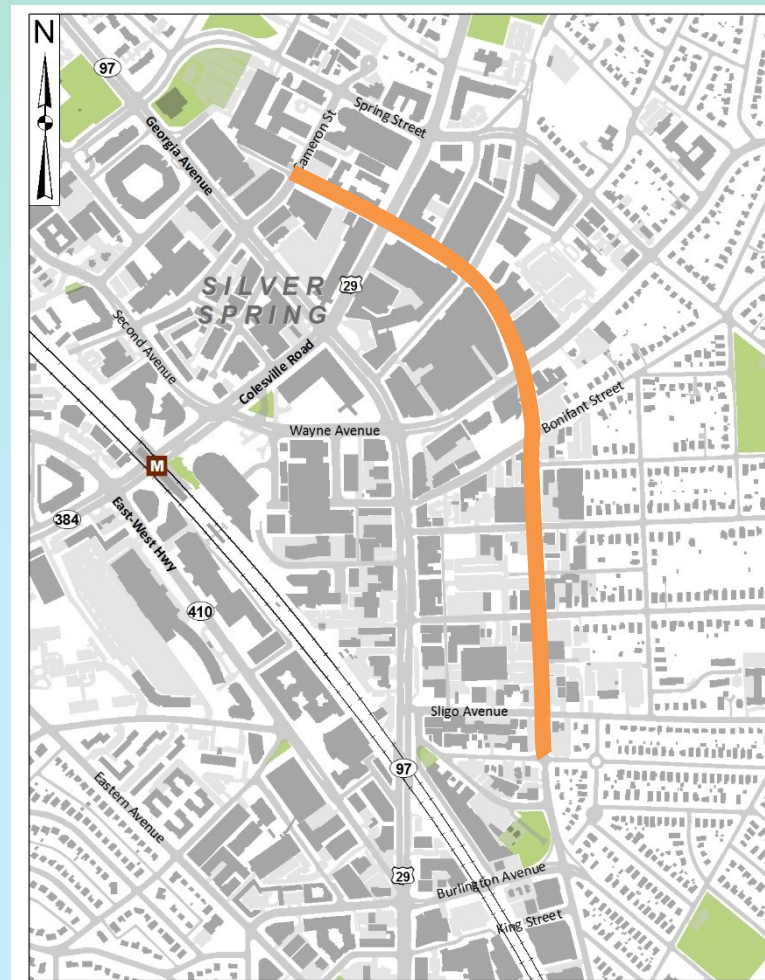 N
97
Cameron St
Spring Street
Georgia Avenue
SILVER
SPRING
29
Second Avenue
Colesville Road
Bonifant Street
Wayne Avenue
M
384
East-West Hwy
410
Sligo Avenue
97
Eastern Avenue
29
Burlington Avenue
King Street